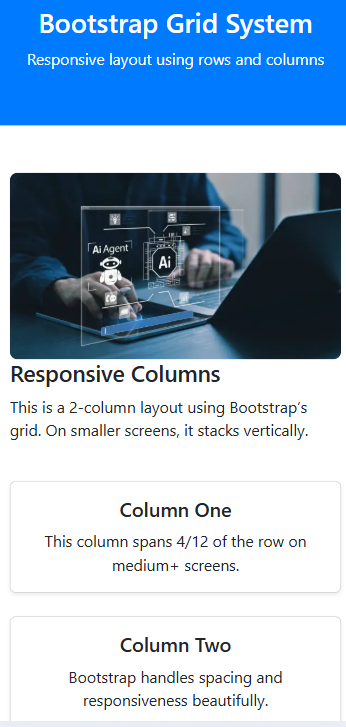 Bootstrap Grid System
Responsive layout using rows and columns
Ai Agent
Ai
Responsive Columns
This is a 2-column layout using Bootstrap’s
grid. On smaller screens, it stacks vertically.
Column One
This column spans 4/12 of the row on
medium+ screens.
Column Two
Bootstrap handles spacing and
responsiveness beautifully.